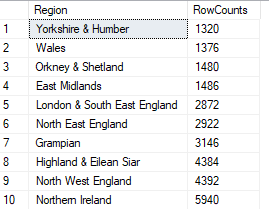 Region RowCounts
1 Yorkshire & Humber 1320
2 Wales 1376
3 Orkney & Shetland 1480
4 East Midlands 1486
5 London & South East England 2872
6 North East England 2922
7 Grampian 3146
8 Highland & Eilean Siar 4384
9 North West England 4392
10 Northern Ireland 5940